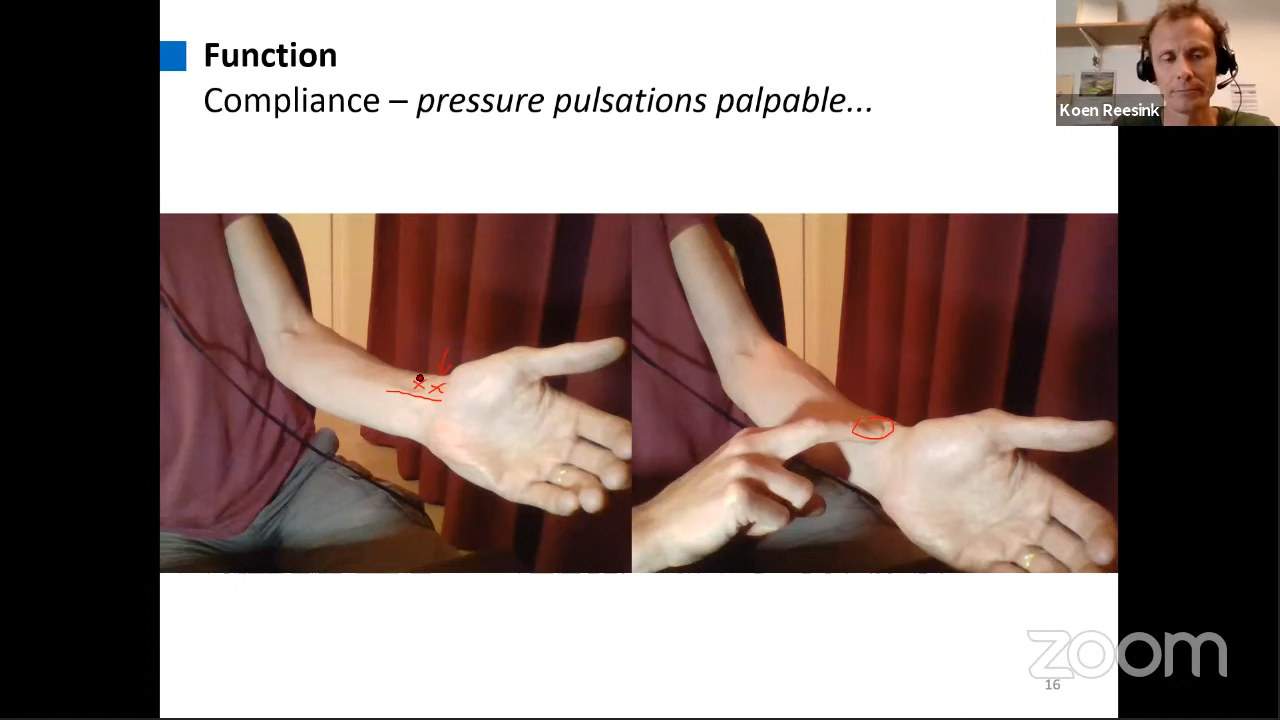 Function
Compliance – pressure pulsations palpable...
Koen Reesink
zoom
16